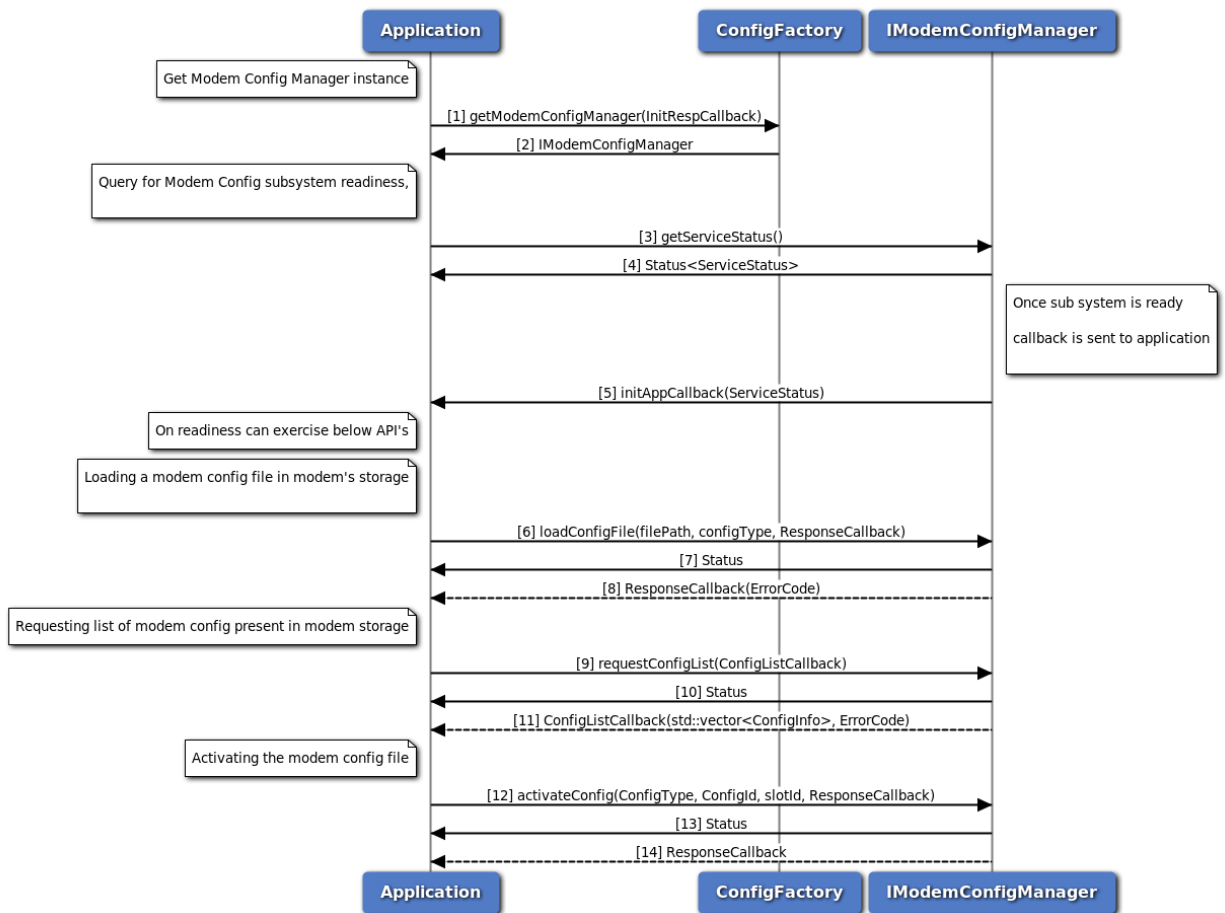 Application
ConfigFactory
IModemConfigManager
Get Modem Config Manager instance
[1] getModemConfigManager(InitRespCallback)
[2] IModemConfigManager
Query for Modem Config subsystem readiness,
[3] getServiceStatus()
[4] Status<ServiceStatus>
Once sub system is ready
callback is sent to application
[5] initAppCallback(ServiceStatus)
On readiness can exercise below API's
Loading a modem config file in modem's storage
[6] loadConfigFile(filePath, configType, ResponseCallback)
[7] Status
[8] ResponseCallback(ErrorCode)
Requesting list of modem config present in modem storage
[9] requestConfigList(ConfigListCallback)
[10] Status
[11] ConfigListCallback(std::vector<ConfigInfo>, ErrorCode)
Activating the modem config file
[12] activateConfig(ConfigType, ConfigId, slotId, ResponseCallback)
[13] Status
[14] ResponseCallback
Application
ConfigFactory
IModemConfigManager